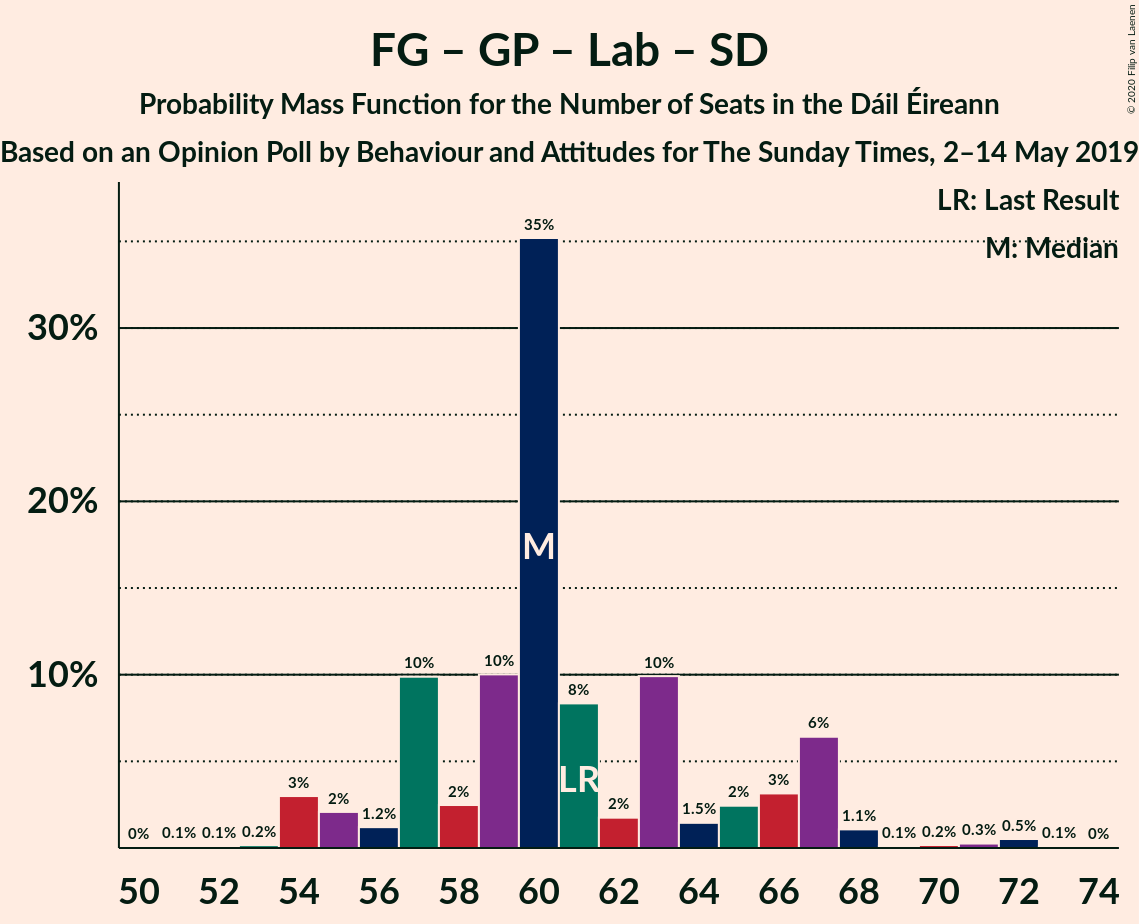 FG – GP – Lab – SD
Probability Mass Function for the Number of Seats in the Dáil Éireann
Based on an Opinion Poll by Behaviour and Attitudes for The Sunday Times, 2–14 May 2019
© 2020 Filip van Laenen
LR: Last Result
M: Median
35%
30%
20%
M
10%
10% 10% 10%
8%
6%
LR
3% 2% 1.2% 2% 2% 1.5% 2% 3% 1.1%
0% 0.1% 0.1% 0.2% 0.1% 0.2% 0.3% 0.5% 0.1% 0%
50 52 54 56 58 60 62 64 66 68 70 72 74